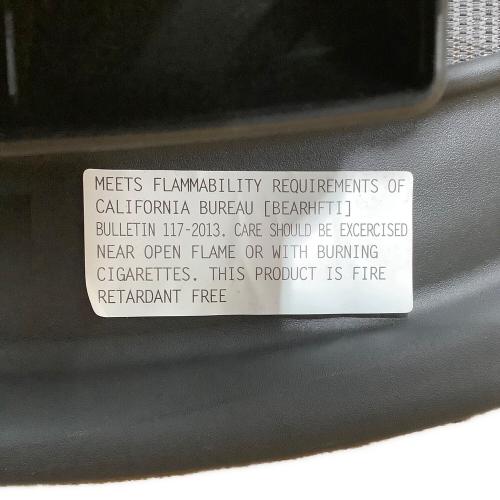 MEETS FLAMMABILITY REQUIREMENTS OF
CALIFORNIA BUREAU [BEARHFTI]
BULLETIN 117-2013. CARE SHOULD BE EXCERCISED
NEAR OPEN FLAME OR WITH BURNING
CIGARETTES. THIS PRODUCT IS FIRE
RETARDANT FREE